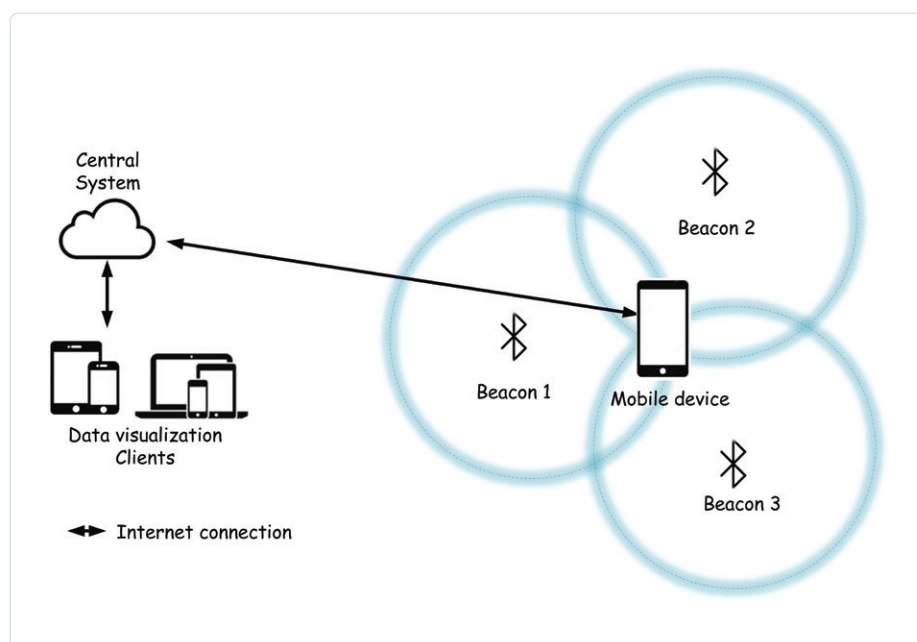 Central
System
Beacon 2
Beacon 1
Mobile device
Data visualization
Clients
Beacon 3
Internet connection